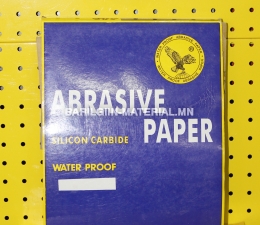 ABRASIVE
BARILGIIN-MATERIAL.MN
PAPER
SILICON CARBIDE
WATER PROOF